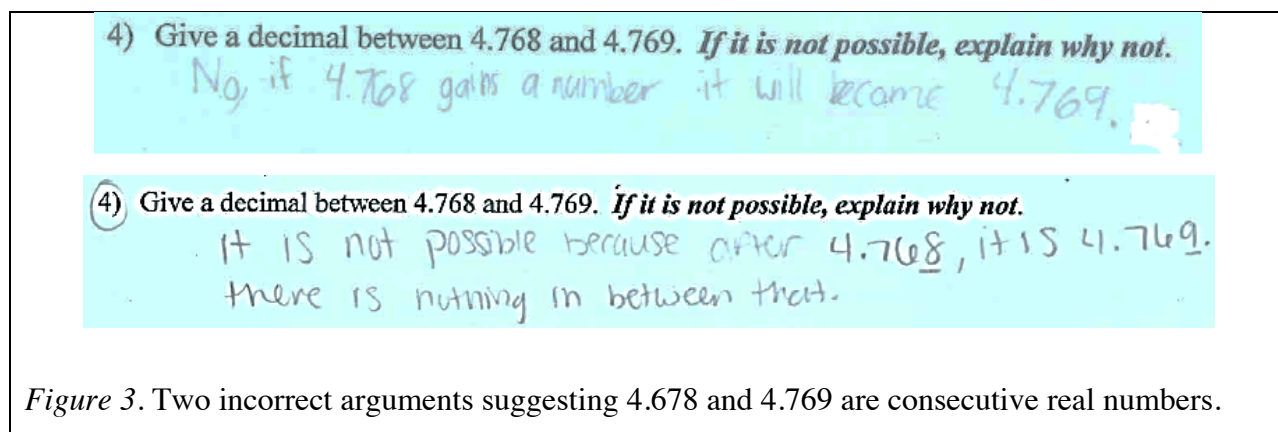 4) Give a decimal between 4.768 and 4.769. If it is not possible, explain why not.
No, if 4.768 gains a number it will become 4.769.
4) Give a decimal between 4.768 and 4.769. If it is not possible, explain why not.
It is not possible because after 4.768, it is 4.769.
there is nothing in between that.
Figure 3. Two incorrect arguments suggesting 4.678 and 4.769 are consecutive real numbers.